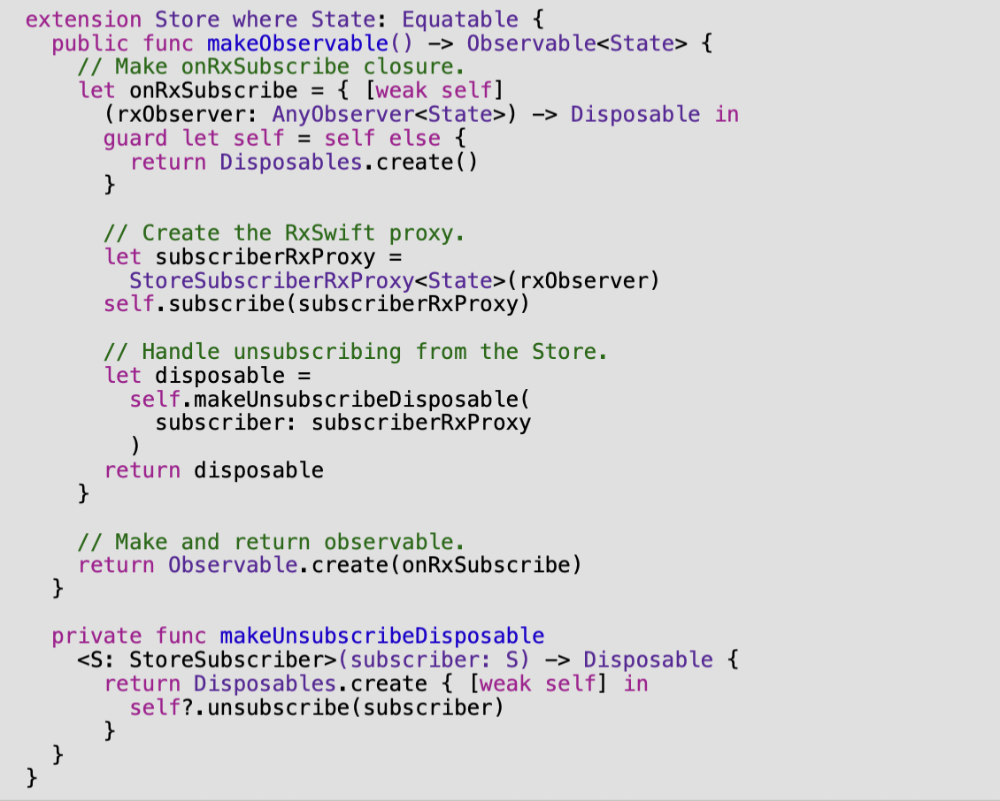 extension Store where State: Equatable {
  public func makeObservable() -> Observable<State> {
    // Make onRxSubscribe closure.
    let onRxSubscribe = { [weak self]
      (rxObserver: AnyObserver<State>) -> Disposable in
      guard let self = self else {
        return Disposables.create()
      }

      // Create the RxSwift proxy.
      let subscriberRxProxy =
        StoreSubscriberRxProxy<State>(rxObserver)
      self.subscribe(subscriberRxProxy)

      // Handle unsubscribing from the Store.
      let disposable =
        self.makeUnsubscribeDisposable(
          subscriber: subscriberRxProxy
        )
      return disposable
    }

    // Make and return observable.
    return Observable.create(onRxSubscribe)
  }

  private func makeUnsubscribeDisposable
    <S: StoreSubscriber>(subscriber: S) -> Disposable {
      return Disposables.create { [weak self] in
        self?.unsubscribe(subscriber)
      }
  }
}